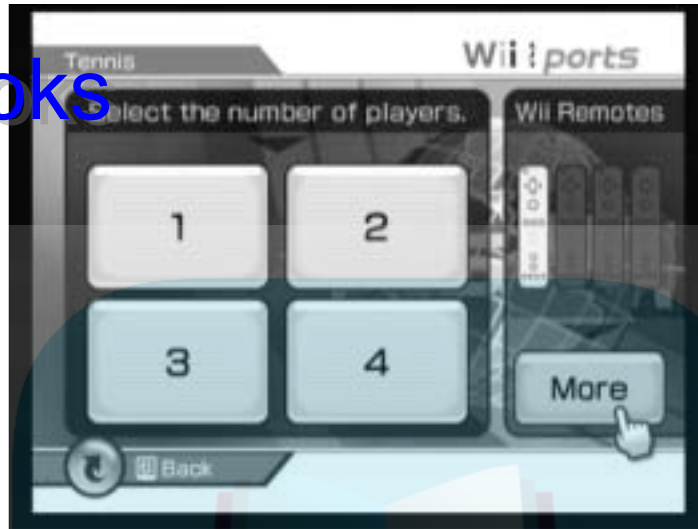 Tennis
Wii Sports
oks
Select the number of players.
Wii Remotes
1
2
3
4
More
Back